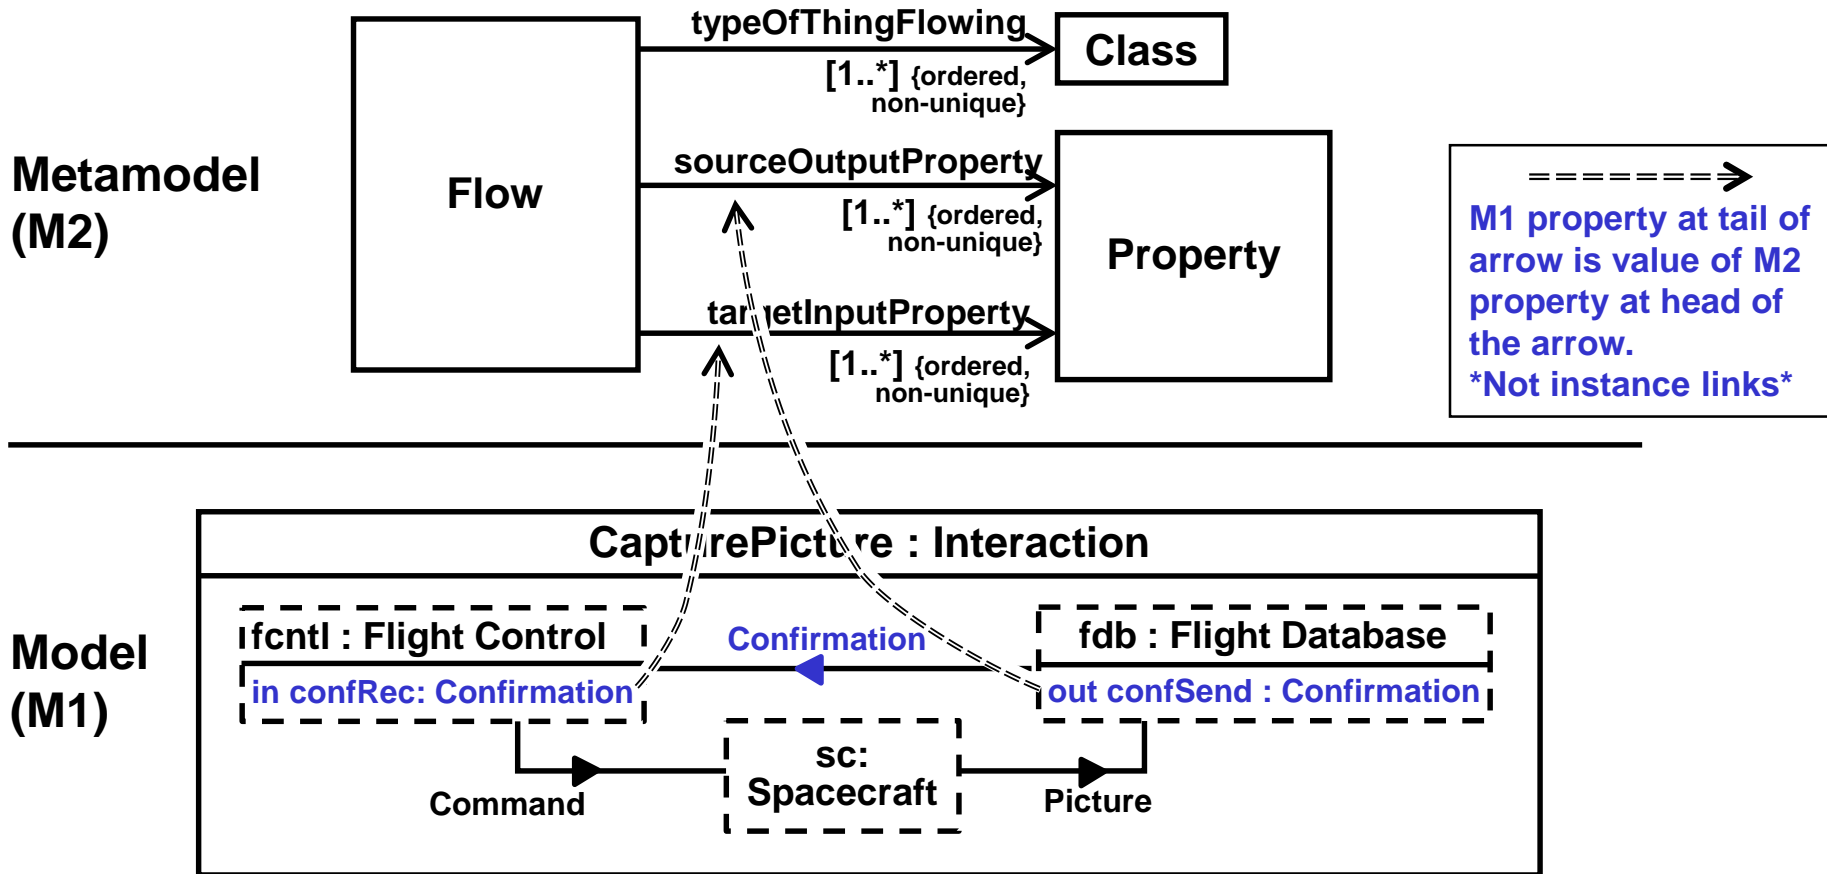 typeOfThingFlowing
[1..*] {ordered,
non-unique}
Class
Metamodel
(M2)
Flow
sourceOutputProperty
[1..*] {ordered,
non-unique}
targetInputProperty
[1..*] {ordered,
non-unique}
Property
M1 property at tail of
arrow is value of M2
property at head of
the arrow.
*Not instance links*
Model
(M1)
CapturePicture : Interaction
fcntl : Flight Control
in confRec: Confirmation
Confirmation
fdb : Flight Database
out confSend : Confirmation
Command
sc:
Spacecraft
Picture